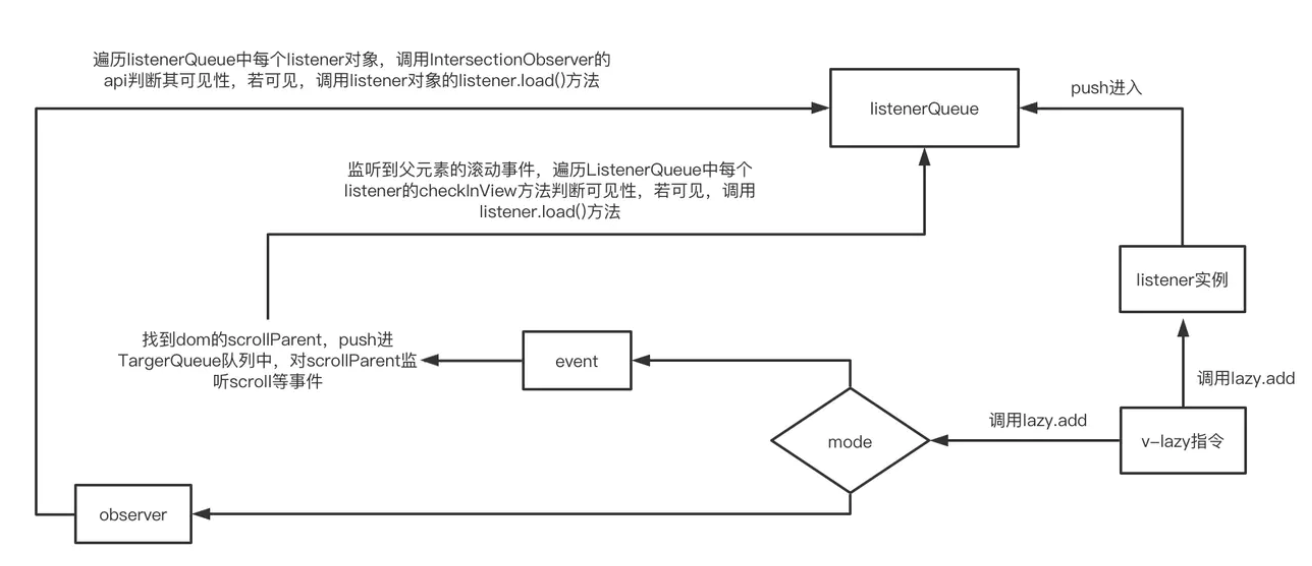 遍历listenerQueue中每个listener对象，调用IntersectionObserver的
api判断其可见性，若可见，调用listener对象的listener.load()方法
listenerQueue
push进入
监听到父元素的滚动事件，遍历ListenerQueue中每个
listener的checkInView方法判断可见性，若可见，调用
listener.load()方法
listener实例
找到dom的scrollParent，push进
TargerQueue队列中，对scrollParent监
听scroll等事件
event
调用lazy.add
调用lazy.add
mode
v-lazy指令
observer